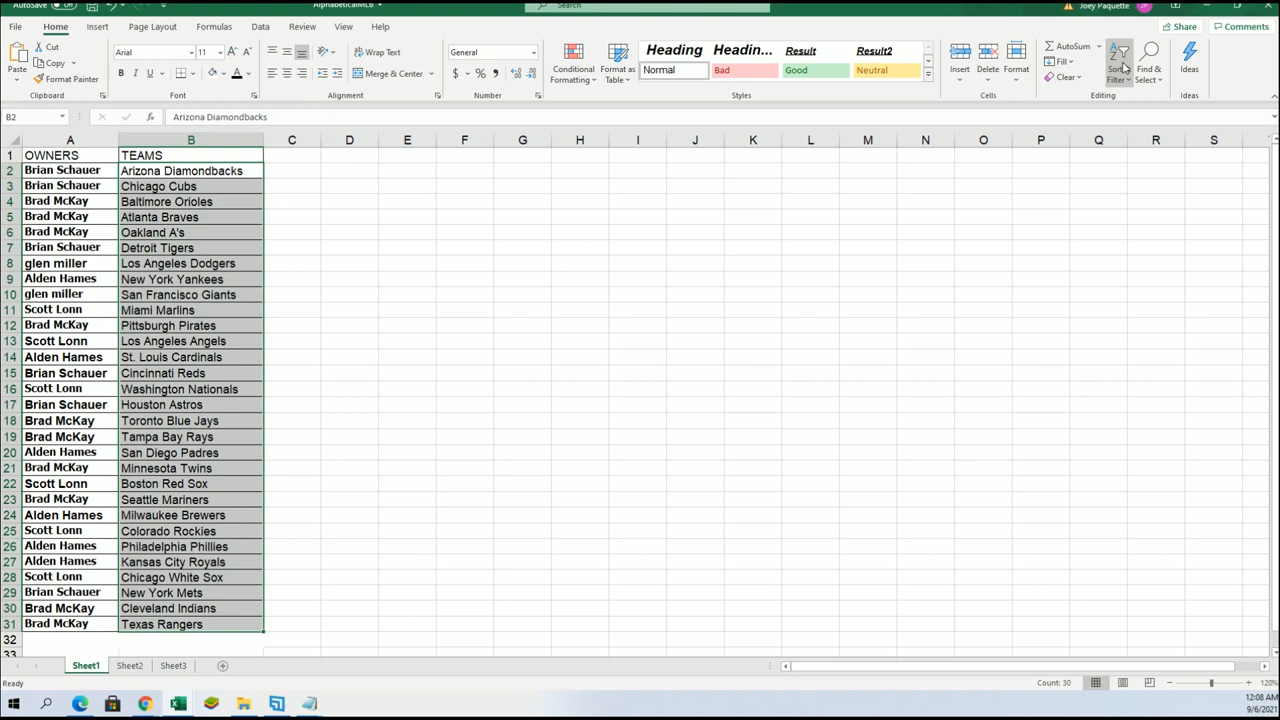 AutoSave Off AlphabeticalMLB Search Joey Paquette JP
File Home Insert Page Layout Formulas Data Review View Help Share Comments
Paste Cut Copy Format Painter Clipboard
Arial 11 A A B I U A Font
ab Wrap Text Merge & Center Alignment
General $ % , Number
Conditional Formatting Format as Table
Heading Headin... Result Result2
Normal Bad Good Neutral
Styles
Insert Delete Format Cells
AutoSum Fill Clear Sort & Filter Find & Select Editing
Ideas Ideas
B2 fx Arizona Diamondbacks
A B C D E F G H I J K L M N O P Q R S
1 OWNERS TEAMS
2 Brian Schauer Arizona Diamondbacks
3 Brian Schauer Chicago Cubs
4 Brad McKay Baltimore Orioles
5 Brad McKay Atlanta Braves
6 Brad McKay Oakland A's
7 Brian Schauer Detroit Tigers
8 glen miller Los Angeles Dodgers
9 Alden Hames New York Yankees
10 glen miller San Francisco Giants
11 Scott Lonn Miami Marlins
12 Brad McKay Pittsburgh Pirates
13 Scott Lonn Los Angeles Angels
14 Alden Hames St. Louis Cardinals
15 Brian Schauer Cincinnati Reds
16 Scott Lonn Washington Nationals
17 Brian Schauer Houston Astros
18 Brad McKay Toronto Blue Jays
19 Brad McKay Tampa Bay Rays
20 Alden Hames San Diego Padres
21 Brad McKay Minnesota Twins
22 Scott Lonn Boston Red Sox
23 Brad McKay Seattle Mariners
24 Alden Hames Milwaukee Brewers
25 Scott Lonn Colorado Rockies
26 Alden Hames Philadelphia Phillies
27 Alden Hames Kansas City Royals
28 Scott Lonn Chicago White Sox
29 Brian Schauer New York Mets
30 Brad McKay Cleveland Indians
31 Brad McKay Texas Rangers
32
33
Sheet1 Sheet2 Sheet3
Ready Count: 30 120%
12:08 AM
9/6/2021